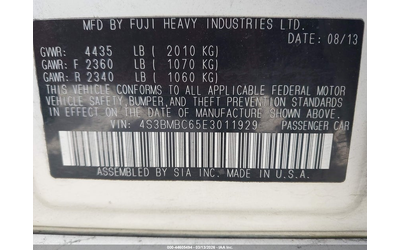 MFD BY FUJI HEAVY INDUSTRIES LTD.
DATE: 08/13
GVWR: 4435 LB ( 2010 KG)
GAWR: F 2360 LB ( 1070 KG)
GAWR: R 2340 LB ( 1060 KG)
THIS VEHICLE CONFORMS TO ALL APPLICABLE FEDERAL MOTOR
VEHICLE SAFETY, BUMPER, AND THEFT PREVENTION STANDARDS
IN EFFECT ON THE DATE OF MANUFACTURE SHOWN ABOVE.
VIN: 4S3BMBC65E3011929 PASSENGER CAR
ASSEMBLED BY SIA INC. MADE IN U.S.A.